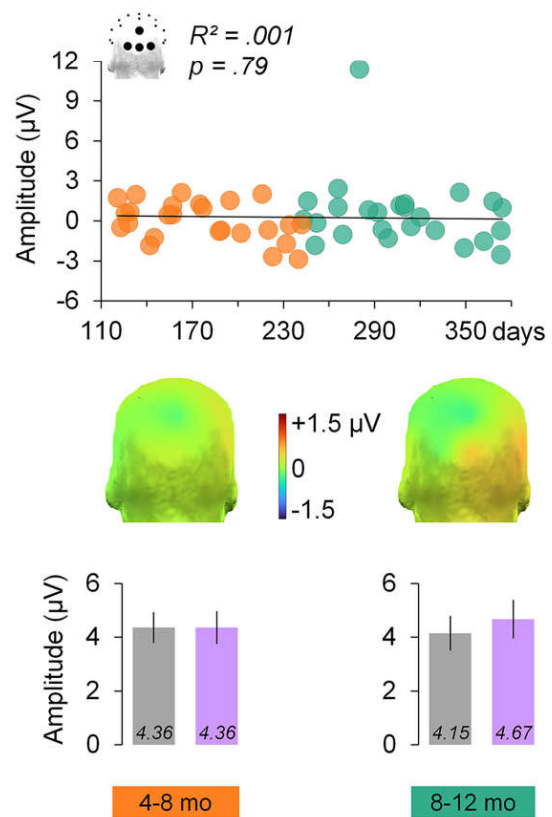 R² = .001
p = .79
12
9
6
3
0
-3
-6
Amplitude (µV)
110 170 230 290 350 days
+1.5 µV
0
-1.5
Amplitude (µV)
6
4
2
0
4.36 4.36
6
4
2
0
4.15 4.67
4-8 mo 8-12 mo